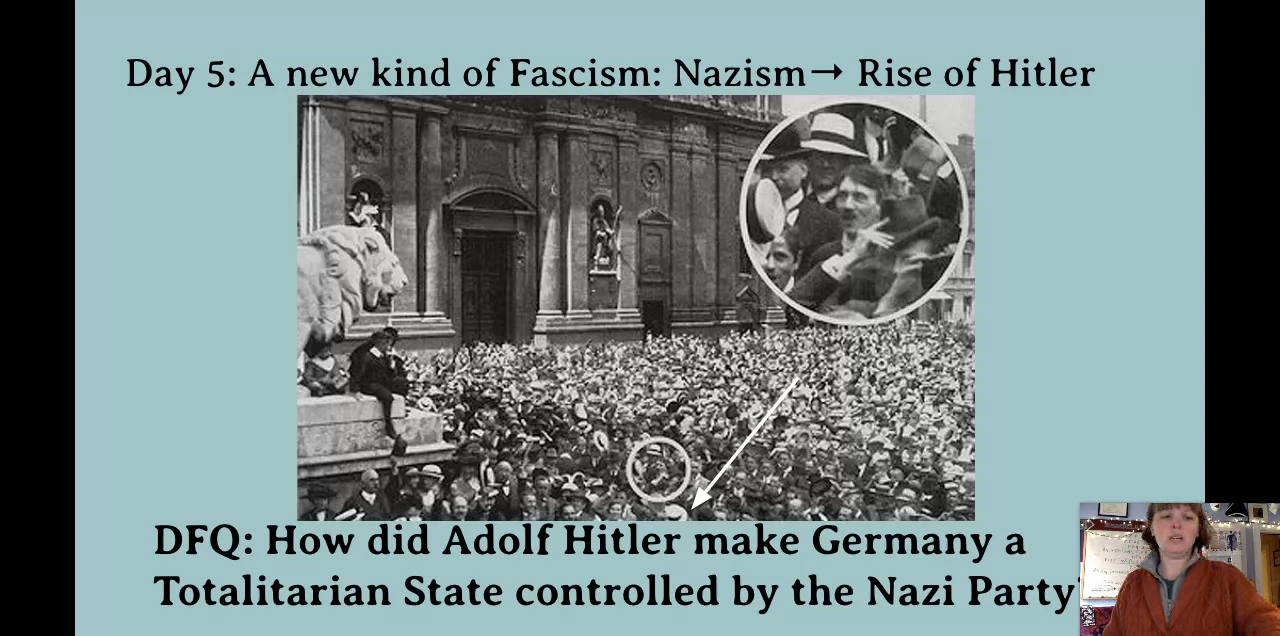 Day 5: A new kind of Fascism: Nazism→ Rise of Hitler
DFQ: How did Adolf Hitler make Germany a
Totalitarian State controlled by the Nazi Party